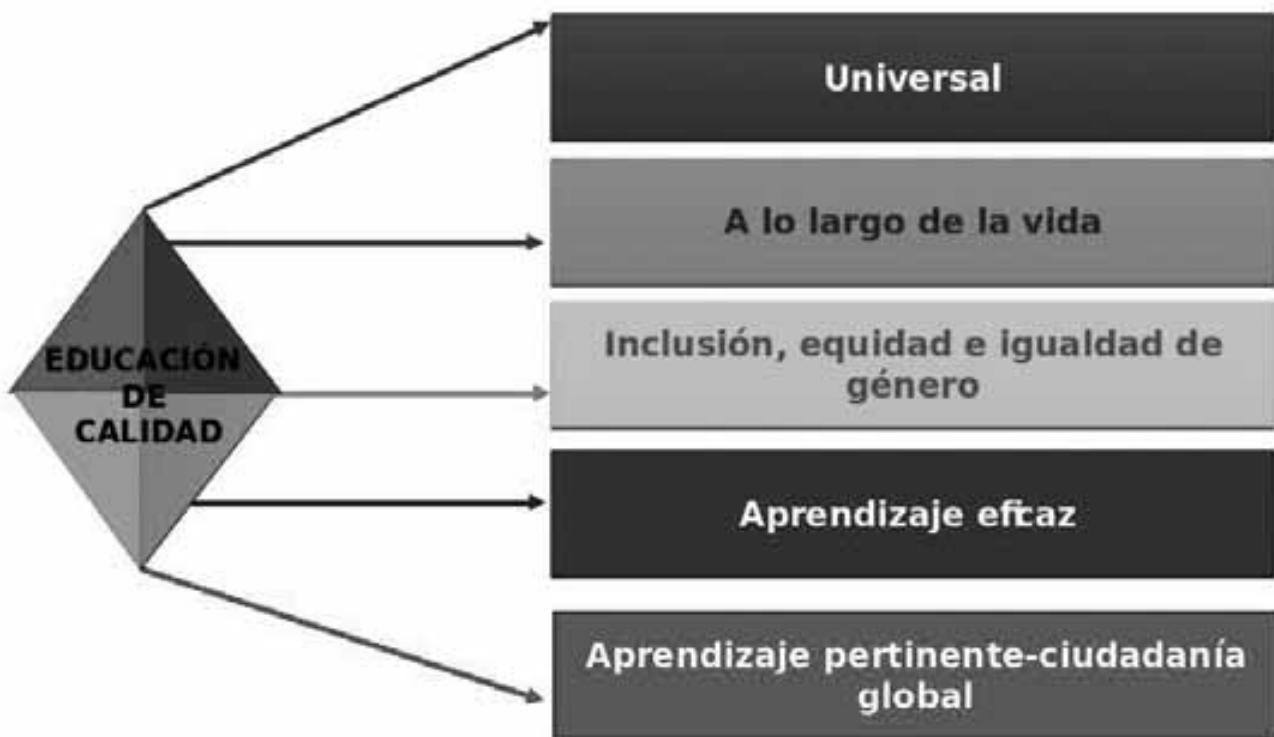 Universal
A lo largo de la vida
Inclusión, equidad e igualdad de
género
EDUCACIÓN
DE
CALIDAD
Aprendizaje eficaz
Aprendizaje pertinente-ciudadanía
global